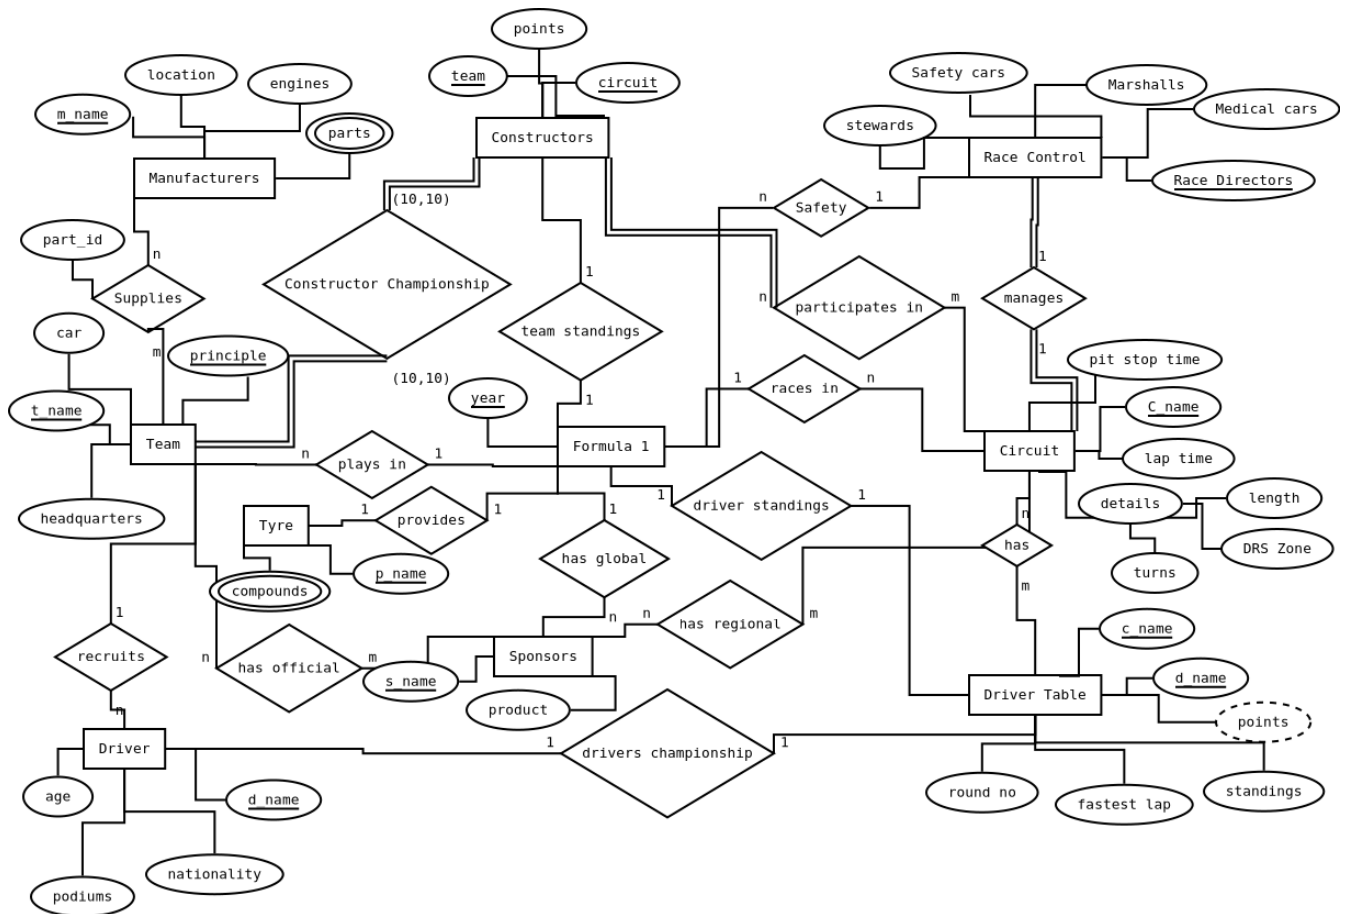 points
location
engines
team
circuit
Safety cars
Marshalls
m_name
parts
Medical cars
stewards
Constructors
Race Control
Manufacturers
Race Directors
(10,10)
n
Safety
1
part_id
n
1
1
Supplies
Constructor Championship
n
participates in
m
manages
car
team standings
m
principle
1
pit stop time
(10,10)
1
races in
n
year
1
t_name
C_name
Team
Formula 1
Circuit
n
plays in
1
lap time
1
driver standings
1
details
length
Tyre
1
provides
1
1
n
has global
has
DRS Zone
p_name
turns
compounds
m
1
n
n
has regional
m
c_name
recruits
n
has official
m
Sponsors
s_name
d_name
Driver Table
n
product
points
Driver
1
drivers championship
1
age
d_name
round no
fastest lap
standings
nationality
podiums